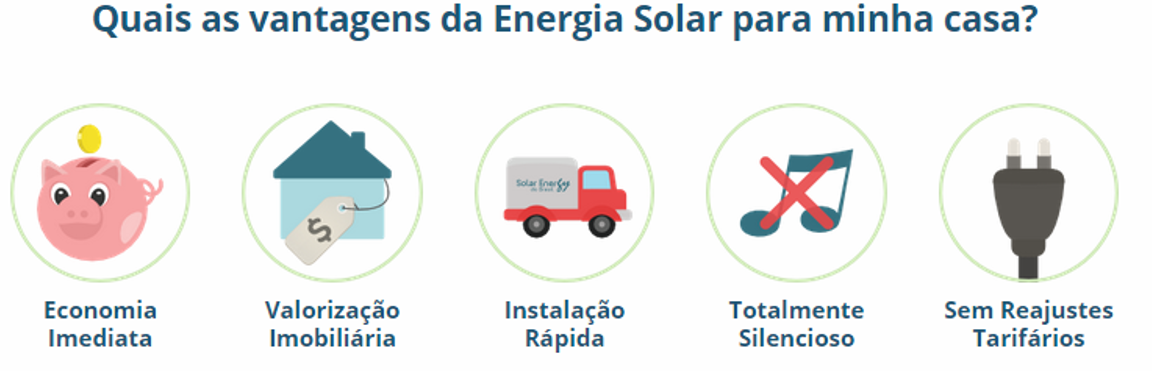 Quais as vantagens da Energia Solar para minha casa?
$
Solar Energy
do Brasil
Economia
Imediata
Valorização
Imobiliária
Instalação
Rápida
Totalmente
Silencioso
Sem Reajustes
Tarifários